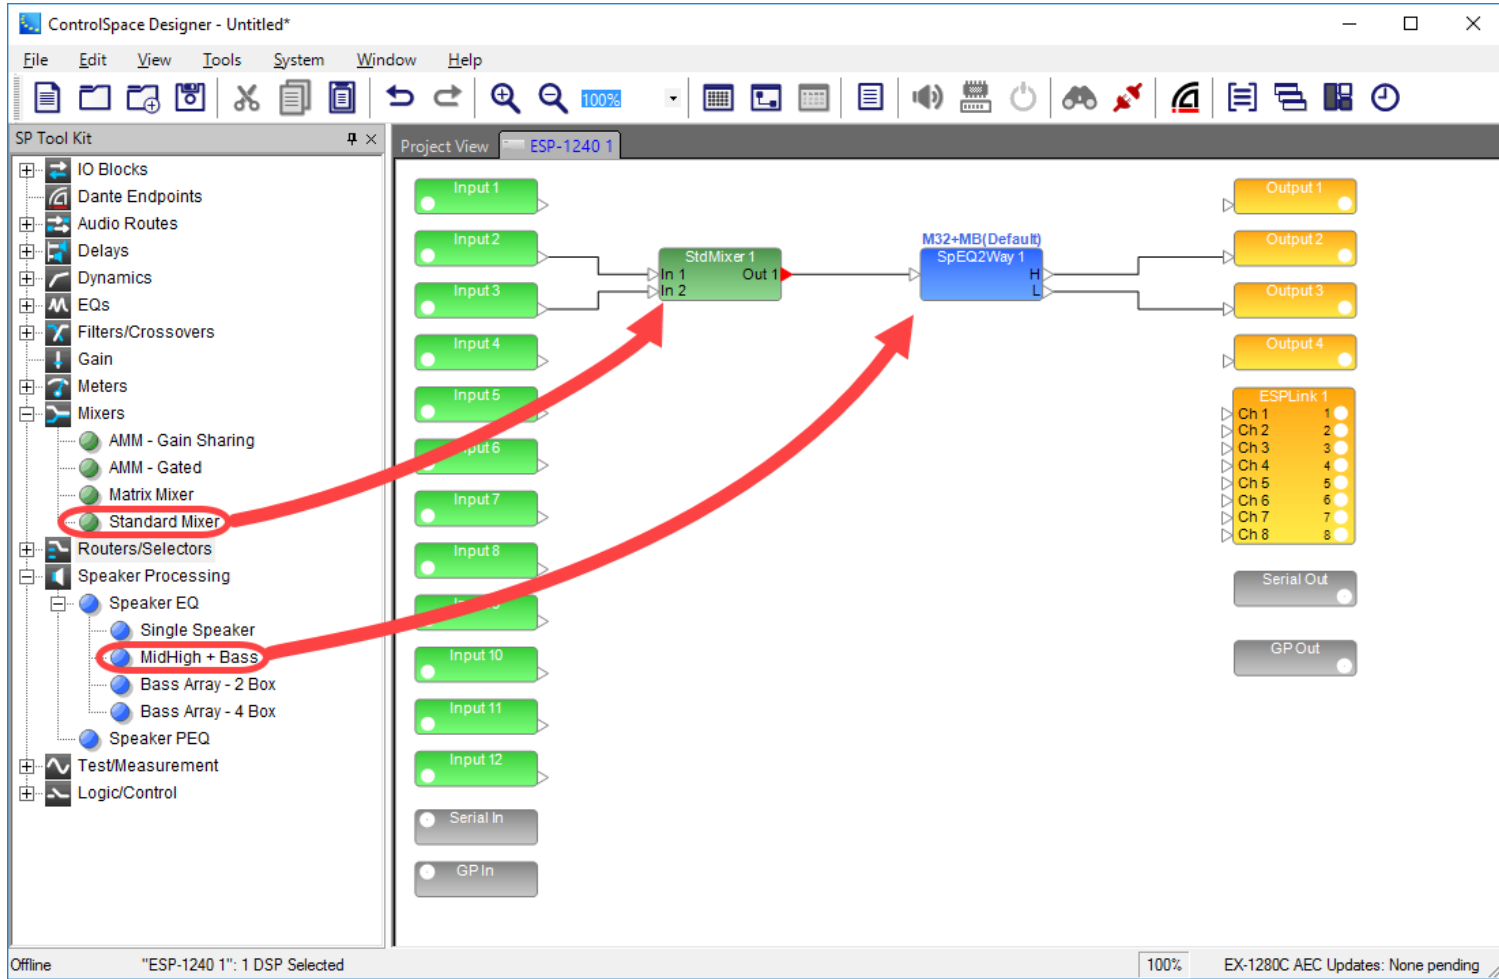 ControlSpace Designer - Untitled*
File Edit View Tools System Window Help
100%
SP Tool Kit
IO Blocks
Dante Endpoints
Audio Routes
Delays
Dynamics
EQs
Filters/Crossovers
Gain
Meters
Mixers
AMM - Gain Sharing
AMM - Gated
Matrix Mixer
Standard Mixer
Routers/Selectors
Speaker Processing
Speaker EQ
Single Speaker
MidHigh + Bass
Bass Array - 2 Box
Bass Array - 4 Box
Speaker PEQ
Test/Measurement
Logic/Control
Project View ESP-1240 1
Input 1
Input 2
Input 3
Input 4
Input 5
Input 7
Input 8
Input 10
Input 11
Input 12
Serial In
GP In
StdMixer 1
In 1 Out 1
In 2
M32+MB(Default)
SpEQ2Way 1
H
L
Output 1
Output 2
Output 3
Output 4
ESPLink 1
Ch 1 1
Ch 2 2
Ch 3 3
Ch 4 4
Ch 5 5
Ch 6 6
Ch 7 7
Ch 8 8
Serial Out
GP Out
Offline "ESP-1240 1": 1 DSP Selected 100% EX-1280C AEC Updates: None pending